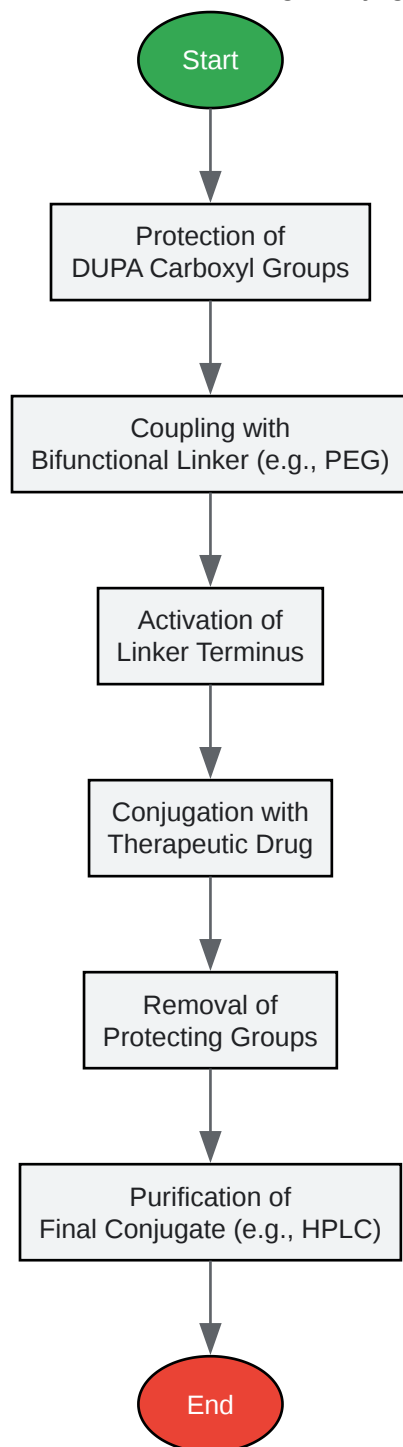 Start
Protection of
DUPA Carboxyl Groups
Coupling with
Bifunctional Linker (e.g., PEG)
Activation of
Linker Terminus
Conjugation with
Therapeutic Drug
Removal of
Protecting Groups
Purification of
Final Conjugate (e.g., HPLC)
End